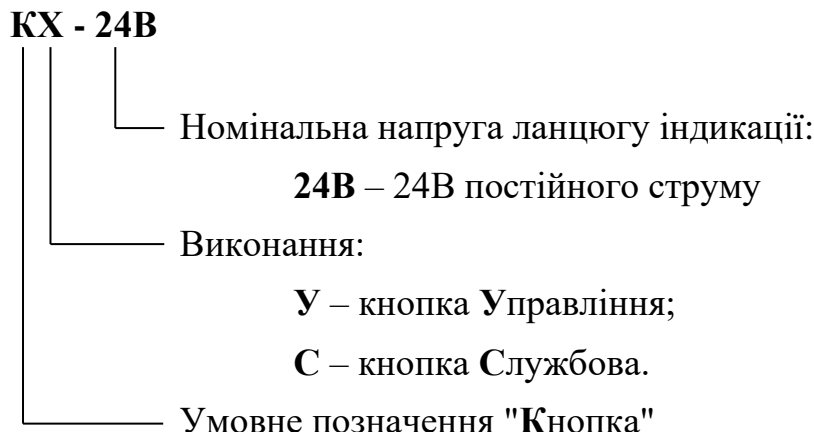 КХ - 24В
Номінальна напруга ланцюгу індикації:
24В – 24В постійного струму
Виконання:
У – кнопка Управління;
С – кнопка Службова.
Умовне позначення "Кнопка"